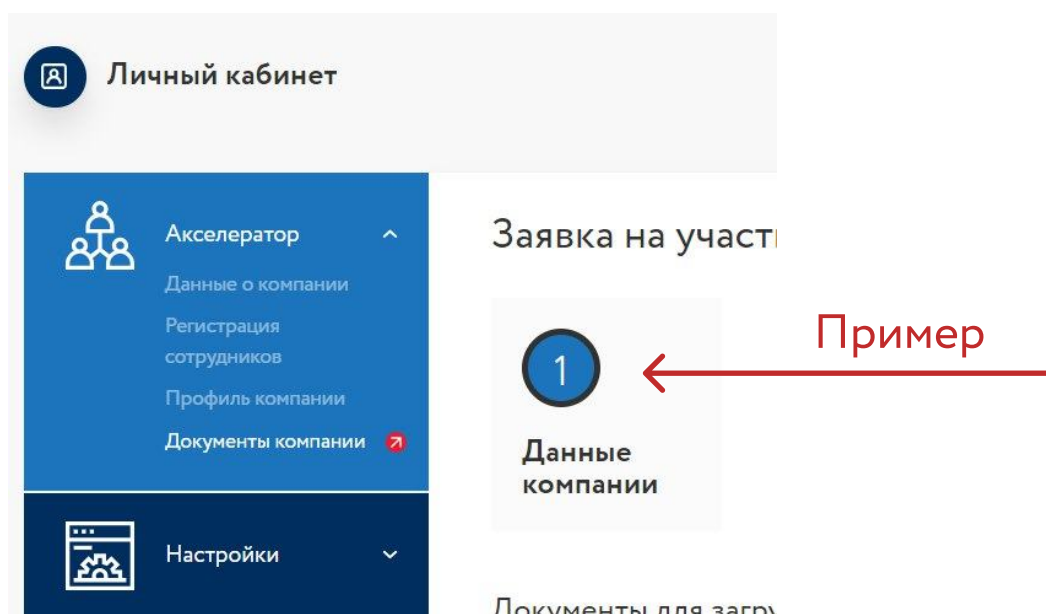 Личный кабинет
Акселератор
Данные о компании
Регистрация
сотрудников
Профиль компании
Документы компании
Настройки
Заявка на участ
1
Данные
компании
Пример
Документы для загру